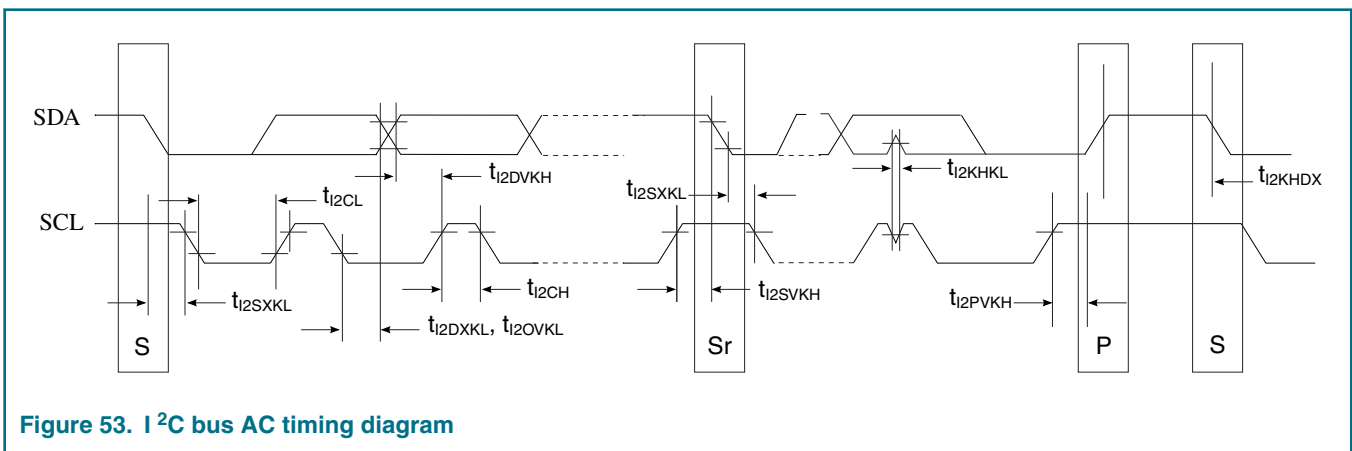 SDA
tI2DVKH
tI2CL
tI2SXKL
tI2KHKL
tI2KHDX
SCL
tI2SXKL
tI2CH
tI2DXKL, tI2OVKL
tI2SVKH
tI2PVKH
S
Sr
P
S
Figure 53. I 2C bus AC timing diagram